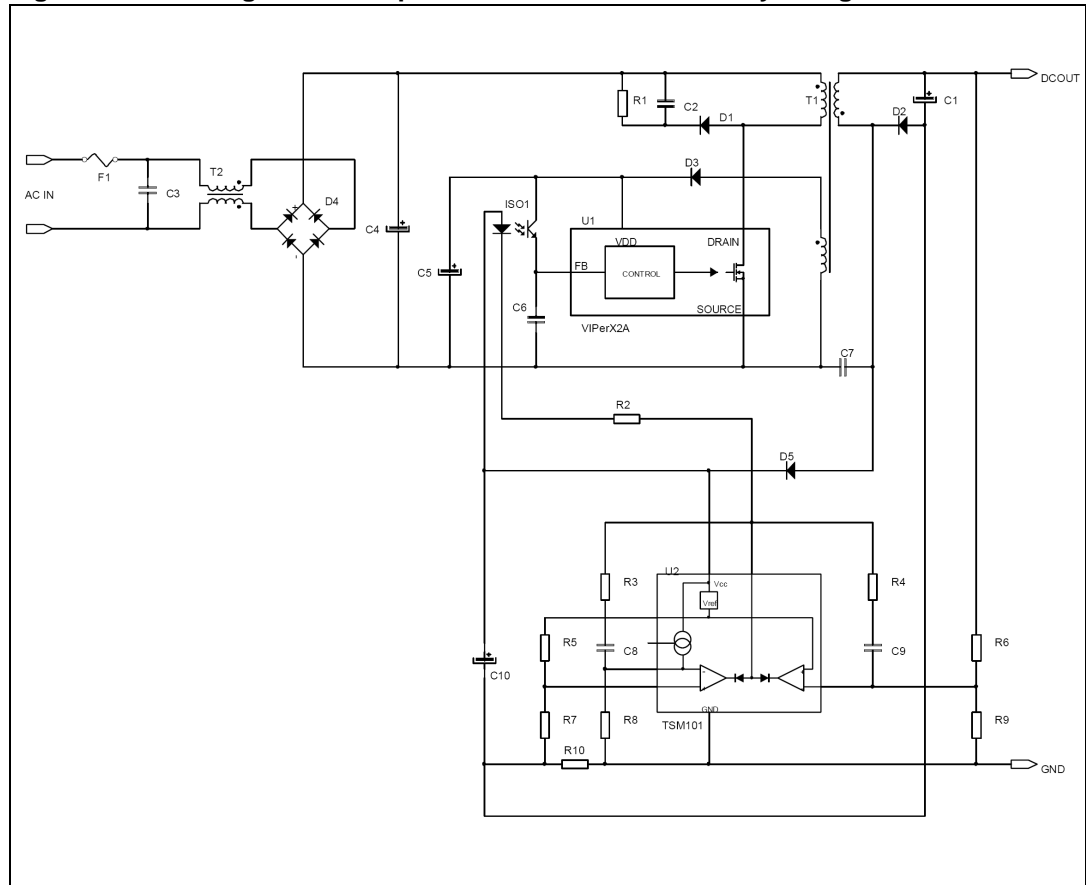 DCOUT
R1
C2
D1
T1
D2
C1
AC IN
F1
C3
T2
D4
C4
C5
D3
ISO1
U1
VDD
DRAIN
FB
CONTROL
SOURCE
C6
VIPerX2A
C7
R2
D5
U2
Vcc
Vref
R3
R4
R5
C8
C9
R6
C10
R7
R8
GND
TSM101
R9
R10
GND